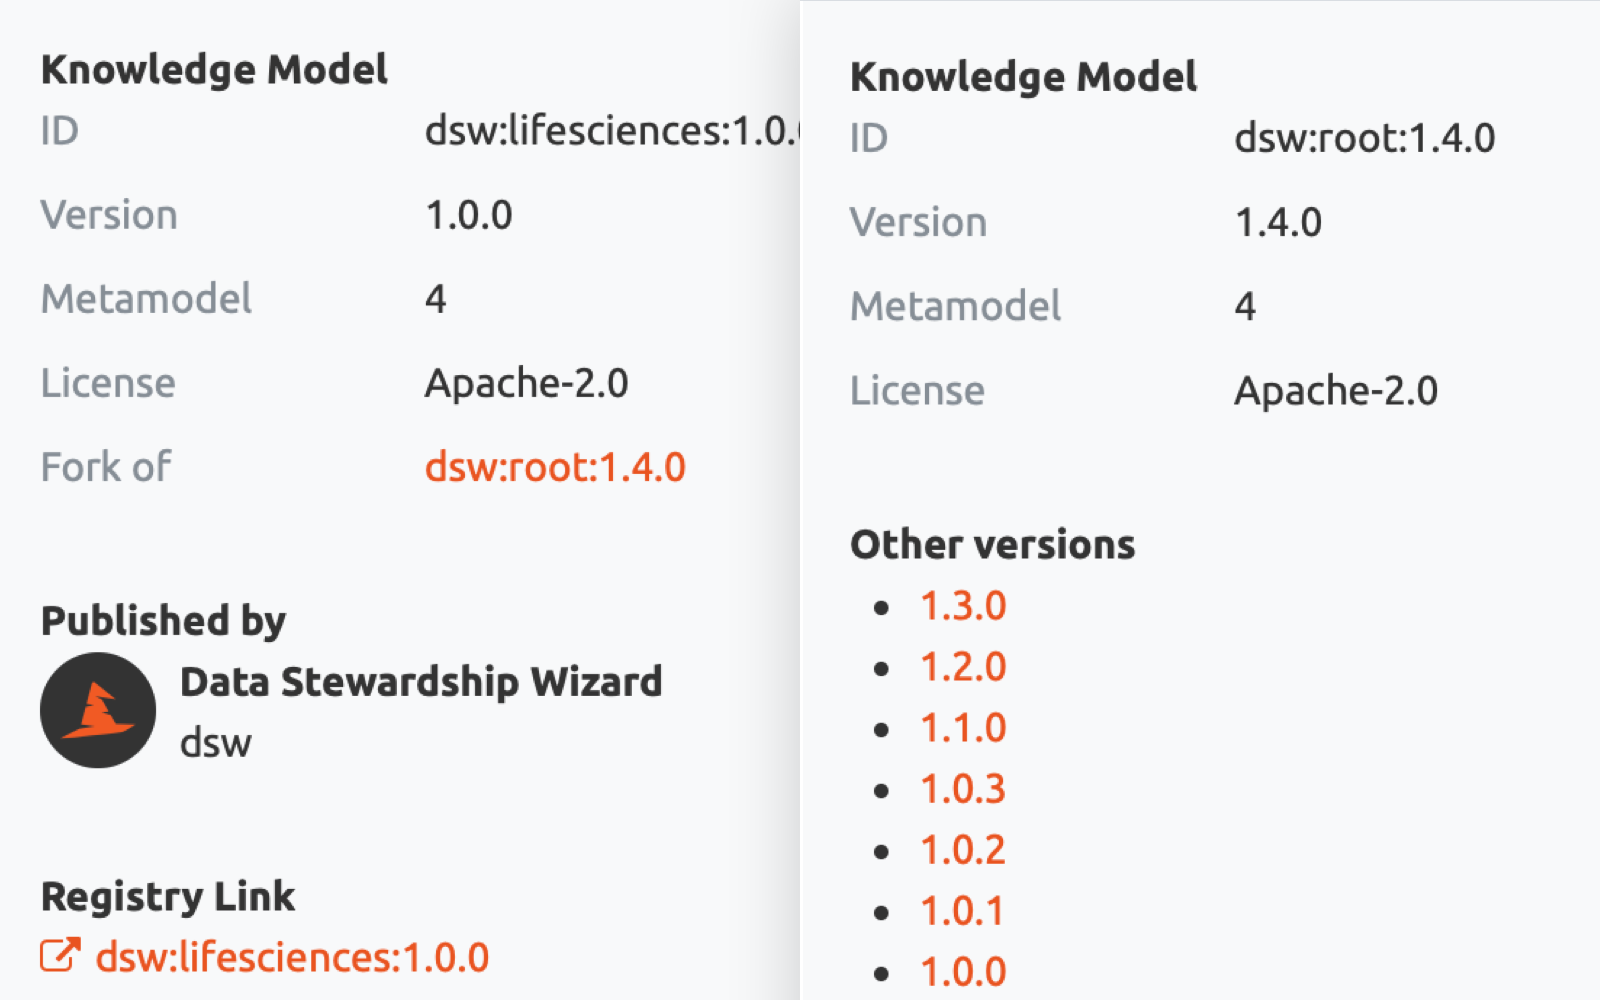 Knowledge Model
ID dsw:lifesciences:1.0.
Version 1.0.0
Metamodel 4
License Apache-2.0
Fork of dsw:root:1.4.0
Published by
Data Stewardship Wizard
dsw
Registry Link
dsw:lifesciences:1.0.0
Knowledge Model
ID dsw:root:1.4.0
Version 1.4.0
Metamodel 4
License Apache-2.0
Other versions
1.3.0
1.2.0
1.1.0
1.0.3
1.0.2
1.0.1
1.0.0